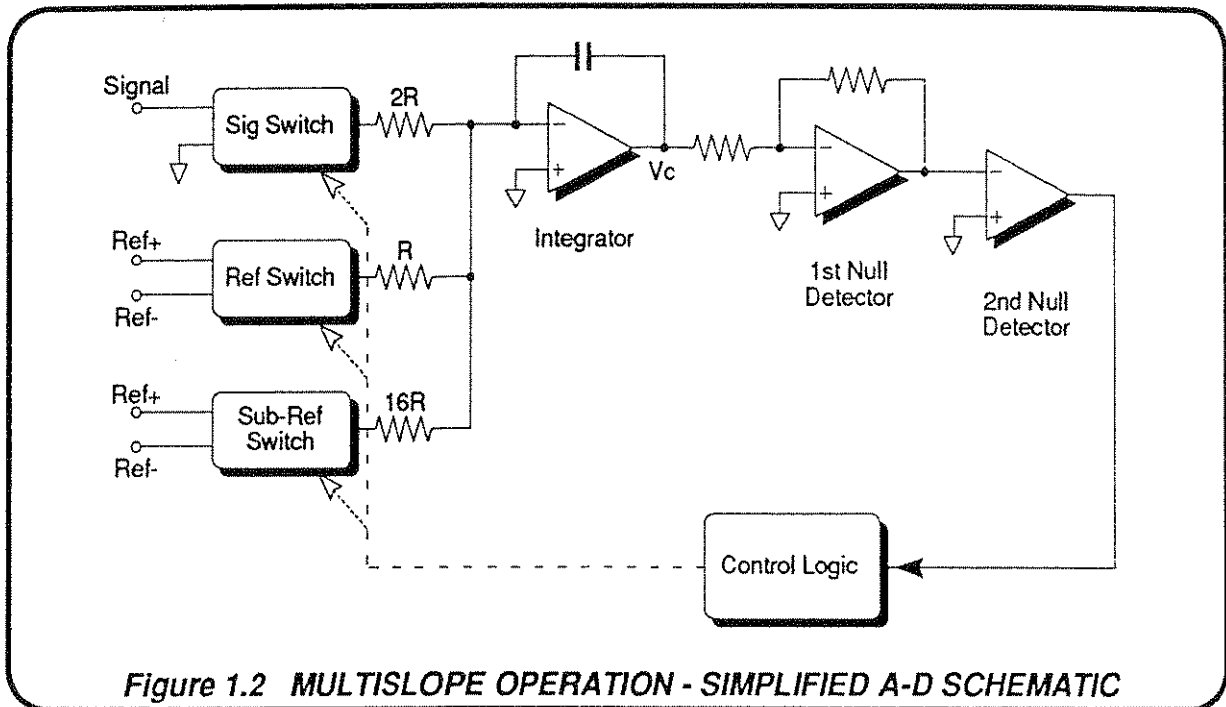 Signal
Sig Switch
2R
Vc
Integrator
Ref+
Ref-
Ref Switch
R
1st Null
Detector
2nd Null
Detector
Ref+
Ref-
Sub-Ref
Switch
16R
Control Logic
Figure 1.2 MULTISLOPE OPERATION - SIMPLIFIED A-D SCHEMATIC